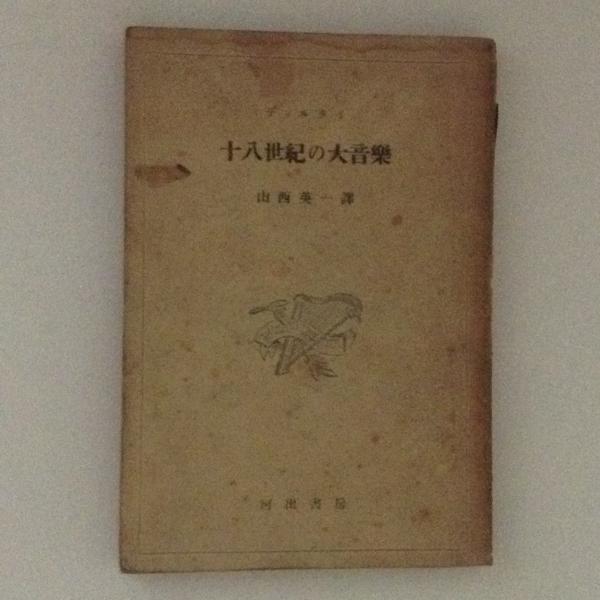 ディルタイ
十八世紀の大音樂
山西英一譯
河出書房